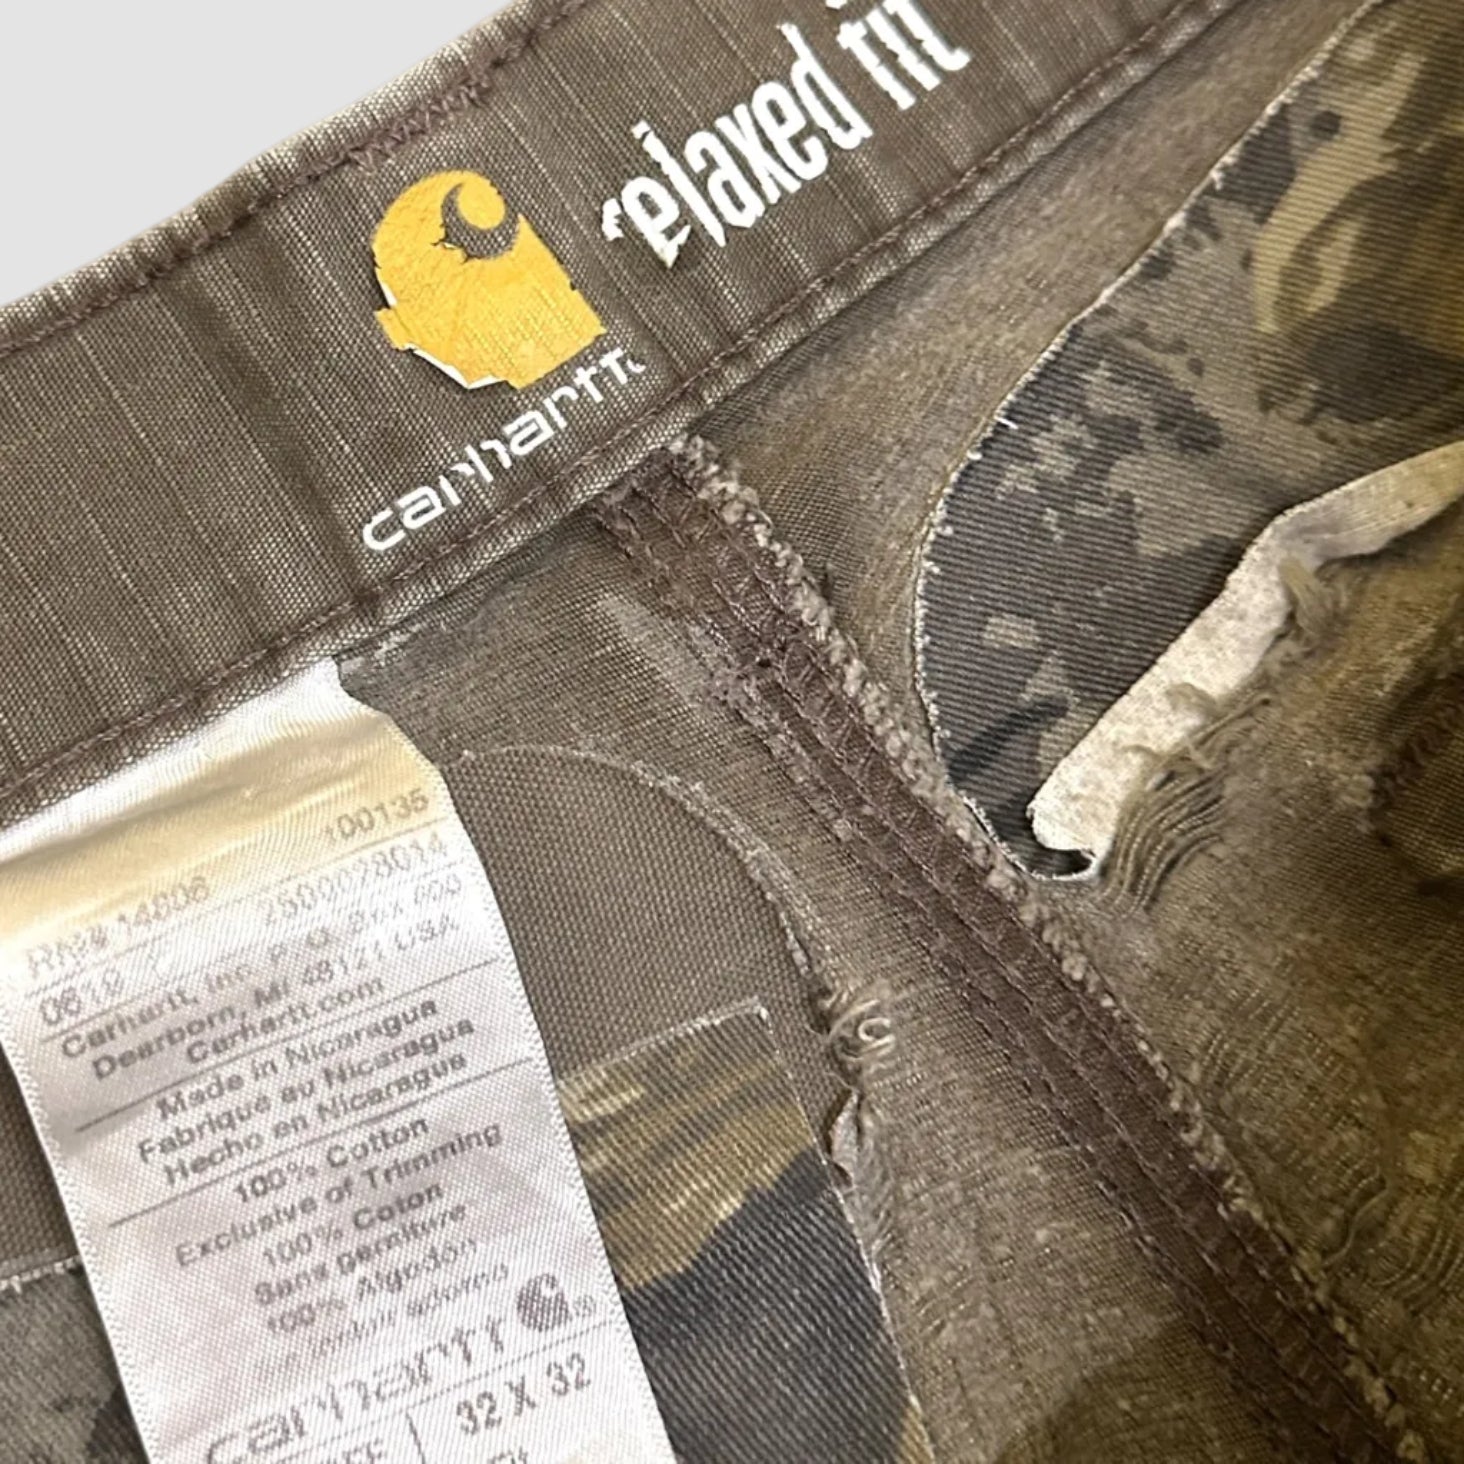 relaxed fit
carhartt
100135
RN# 14806 2500028014
0619
Carhartt, Inc. P.O. Box 600
Dearborn, MI 48121 USA
Carhartt.com
Made in Nicaragua
Fabriqué au Nicaragua
Hecho en Nicaragua
100% Cotton
Exclusive of Trimming
100% Coton
Sans garniture
100% Algodón
carhartt
32 X 32